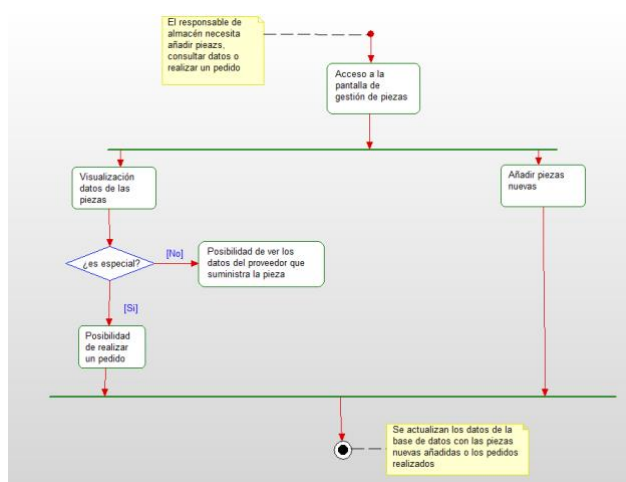 El responsable de
almacén necesita
añadir pieazs,
consultar datos o
realizar un pedido
Acceso a la
pantalla de
gestión de piezas
Visualización
datos de las
piezas
Añadir piezas
nuevas
¿es especial?
[No]
Posibilidad de ver los
datos del proveedor que
suministra la pieza
[Si]
Posibilidad
de realizar
un pedido
Se actualizan los datos de la
base de datos con las piezas
nuevas añadidas o los pedidos
realizados